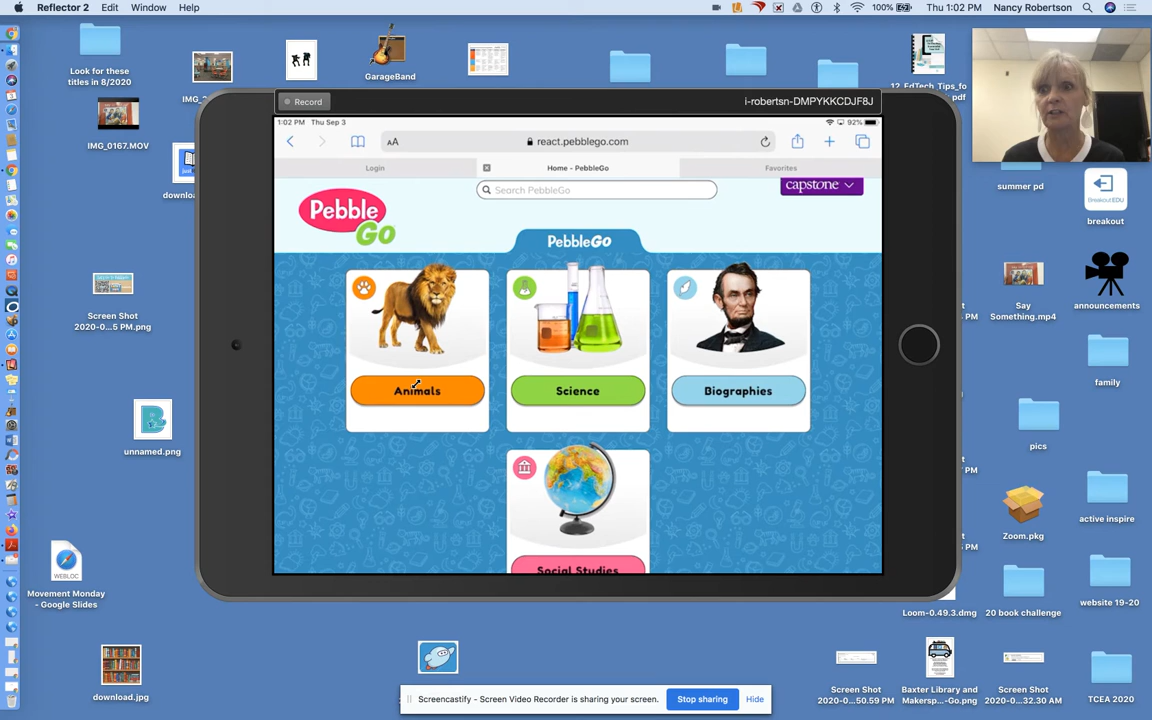 Reflector 2 Edit Window Help
100% Thu 1:02 PM Nancy Robertson
Look for these
titles in 8/2020
GarageBand
12_EdTech_Tips_fo
pdf
IMG_0167.MOV
downlo
Screen Shot
2020-0...5 PM.png
unnamed.png
WEBLOC
Movement Monday
- Google Slides
download.jpg
Record
i-robertsn-DMPYKKCDJF8J
1:02 PM Thu Sep 3
92%
AA
react.pebblego.com
Login
Home - PebbleGo
Favorites
Search PebbleGo
capstone
Pebble
Go
PebbleGo
Animals
Science
Biographies
Social Studies
summer pd
Breakout EDU
breakout
Say
Something.mp4
announcements
family
pics
Zoom.pkg
active inspire
Loom-0.49.3.dmg
20 book challenge
website 19-20
Screen Shot
2020-0...50.59 PM
Baxter Library and
Makersp...-Go.png
Screen Shot
2020-0...32.30 AM
TCEA 2020
Screencastify - Screen Video Recorder is sharing your screen.
Stop sharing
Hide